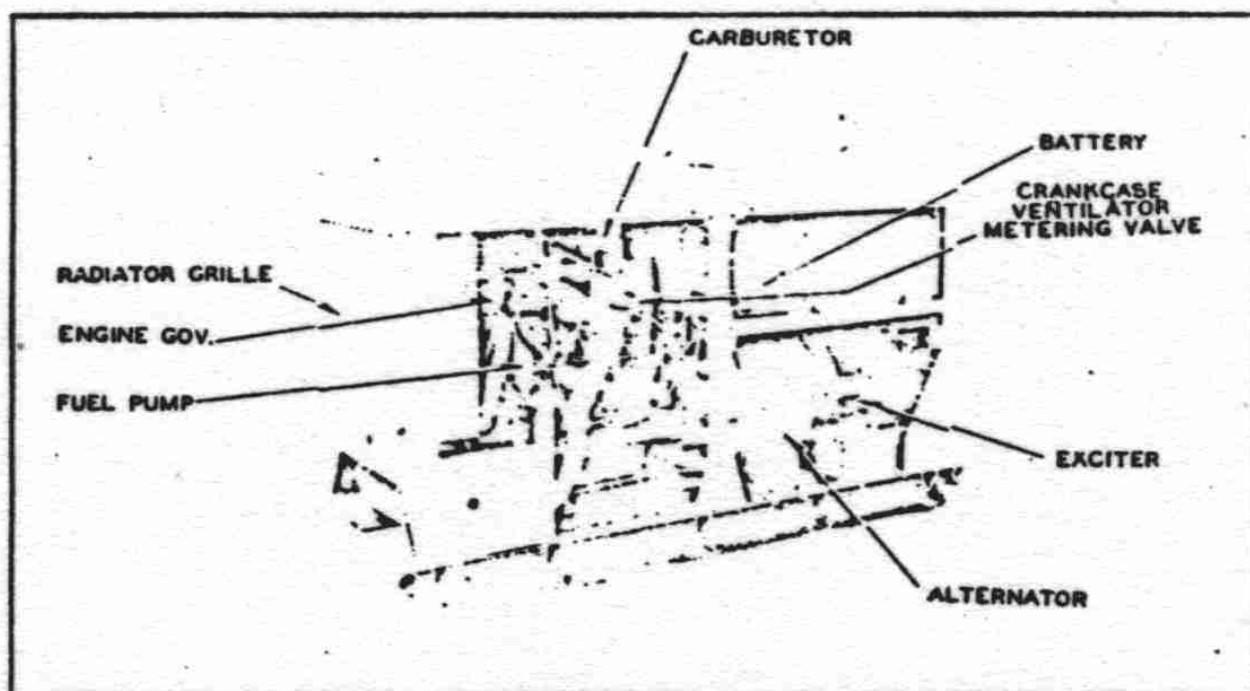 CARBURETOR
BATTERY
CRANKCASE
VENTILATOR
METERING VALVE
RADIATOR GRILLE
ENGINE GOV.
FUEL PUMP
EXCITER
ALTERNATOR